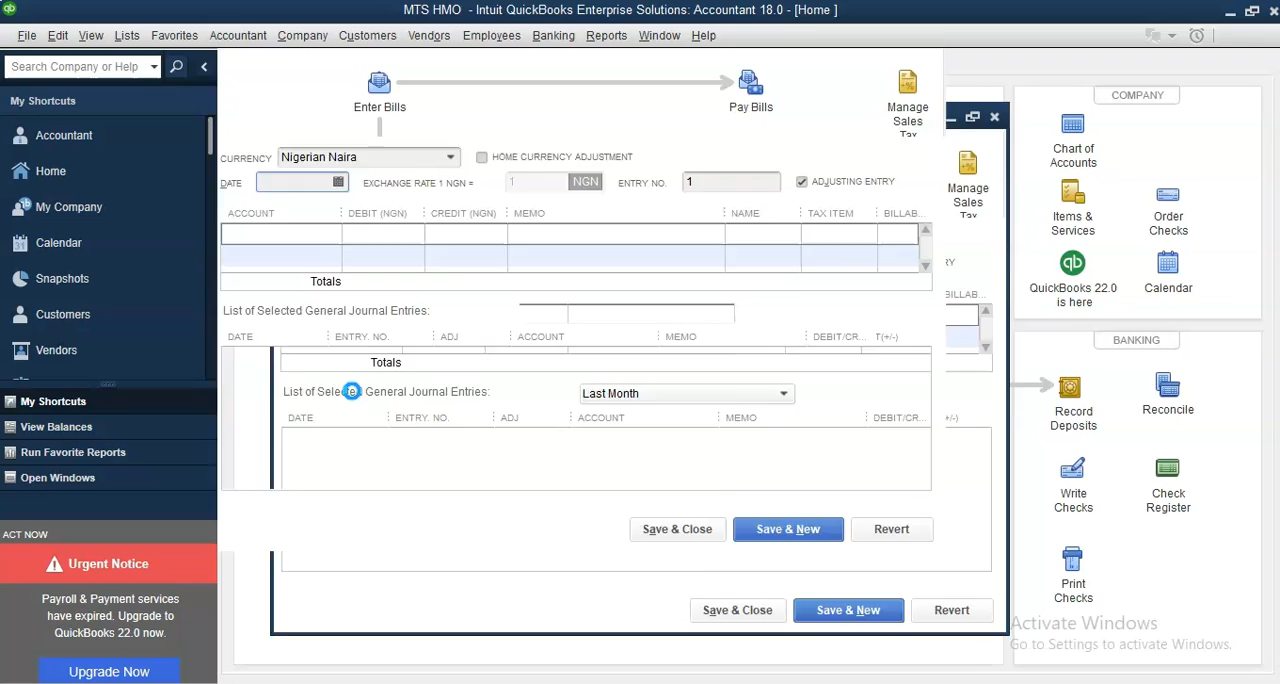 MTS HMO - Intuit QuickBooks Enterprise Solutions: Accountant 18.0 - [Home ]
File Edit View Lists Favorites Accountant Company Customers Vendors Employees Banking Reports Window Help
Search Company or Help
My Shortcuts
Accountant
Home
My Company
Calendar
Snapshots
Customers
Vendors
My Shortcuts
View Balances
Run Favorite Reports
Open Windows
ACT NOW
Urgent Notice
Payroll & Payment services
have expired. Upgrade to
QuickBooks 22.0 now.
Upgrade Now
Enter Bills
Pay Bills
Manage
Sales
Tax
CURRENCY Nigerian Naira HOME CURRENCY ADJUSTMENT
DATE EXCHANGE RATE 1 NGN = 1 NGN ENTRY NO. 1 ADJUSTING ENTRY
ACCOUNT DEBIT (NGN) CREDIT (NGN) MEMO NAME TAX ITEM BILLAB...
Totals
List of Selected General Journal Entries:
DATE ENTRY. NO. ADJ ACCOUNT MEMO DEBIT/CR... T(+/-)
Totals
List of Selected General Journal Entries: Last Month
DATE ENTRY. NO. ADJ ACCOUNT MEMO DEBIT/CR... +/-)
Save & Close Save & New Revert
Save & Close Save & New Revert
Manage
Sales
Tax
RY
BILLAB...
COMPANY
Chart of
Accounts
Items &
Services
Order
Checks
QuickBooks 22.0
is here
Calendar
BANKING
Record
Deposits
Reconcile
Write
Checks
Check
Register
Print
Checks
Activate Windows
Go to Settings to activate Windows.